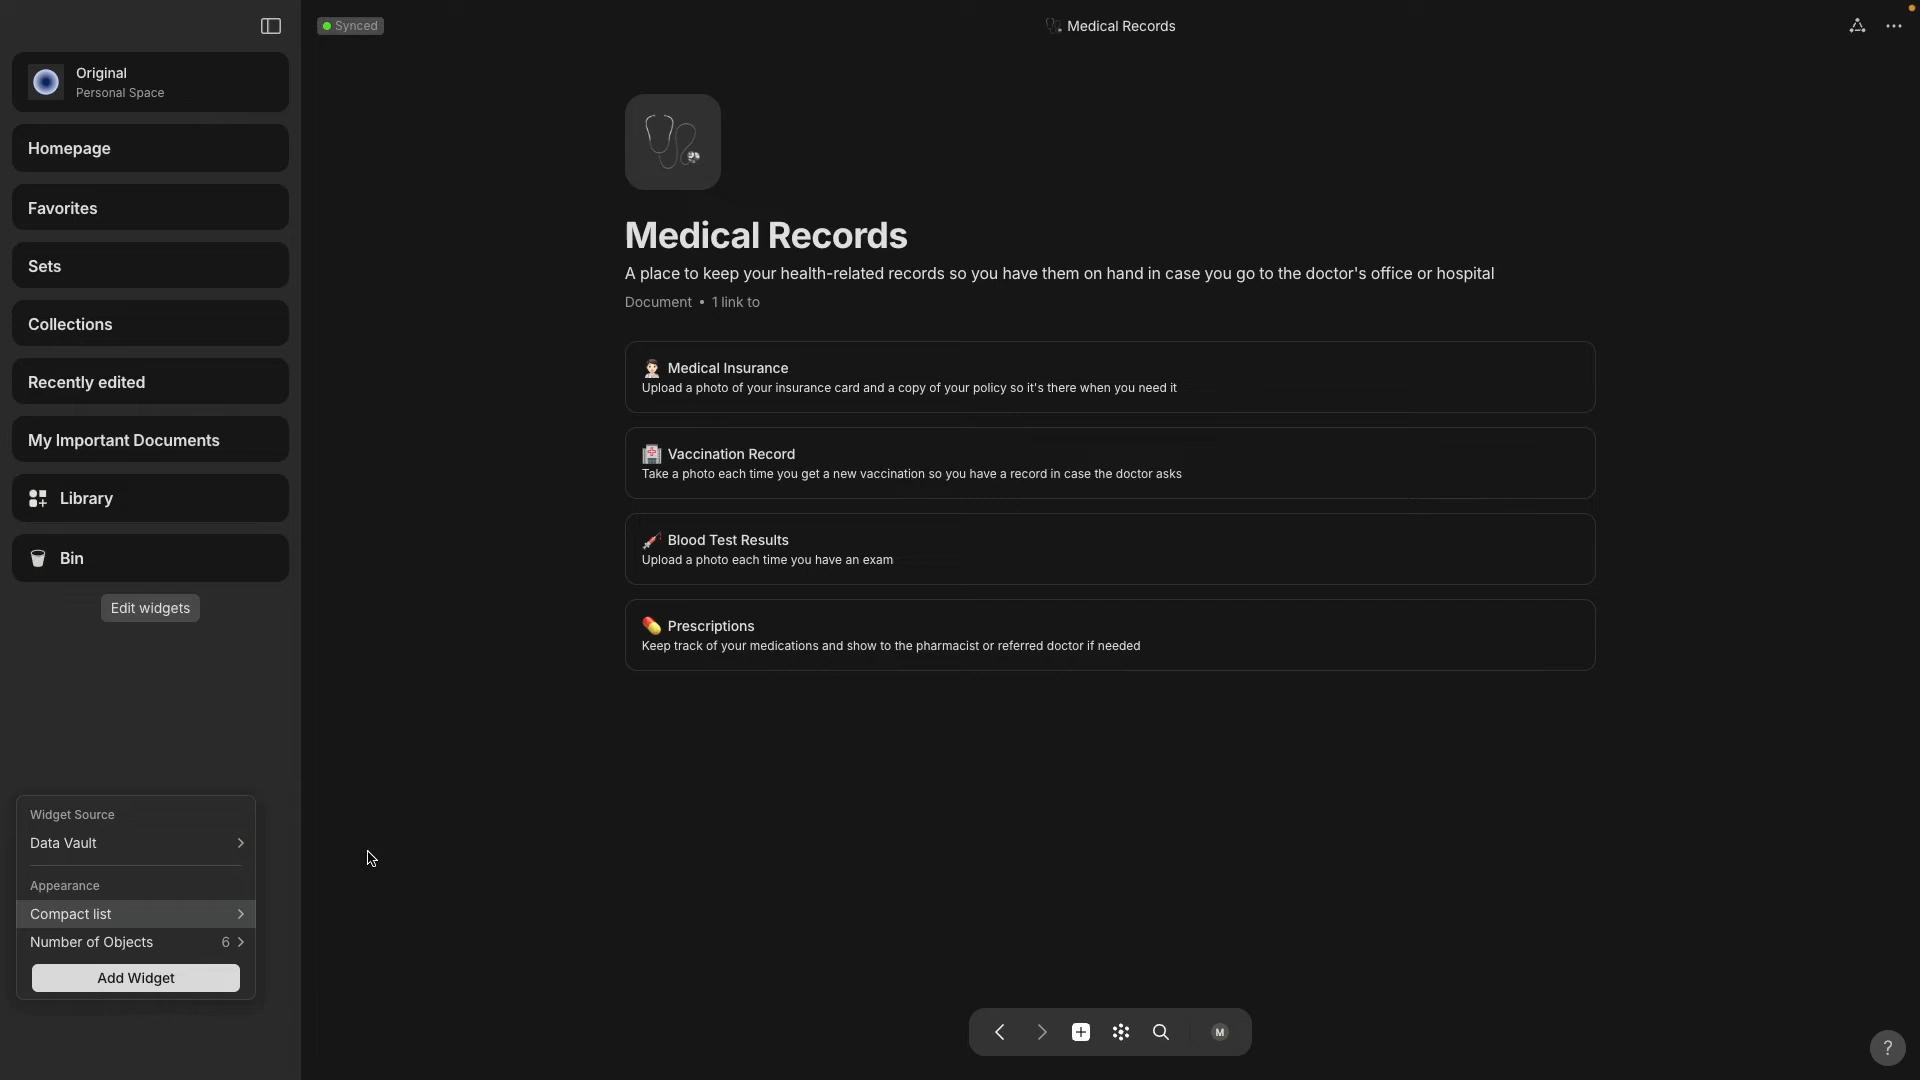 Synced
Medical Records
Original
Personal Space
Homepage
Favorites
Sets
Collections
Recently edited
My Important Documents
Library
Bin
Edit widgets
Widget Source
Data Vault
Appearance
Compact list
Number of Objects 6
Add Widget
Medical Records
A place to keep your health-related records so you have them on hand in case you go to the doctor's office or hospital
Document • 1 link to
Medical Insurance
Upload a photo of your insurance card and a copy of your policy so it's there when you need it
Vaccination Record
Take a photo each time you get a new vaccination so you have a record in case the doctor asks
Blood Test Results
Upload a photo each time you have an exam
Prescriptions
Keep track of your medications and show to the pharmacist or referred doctor if needed
M
?